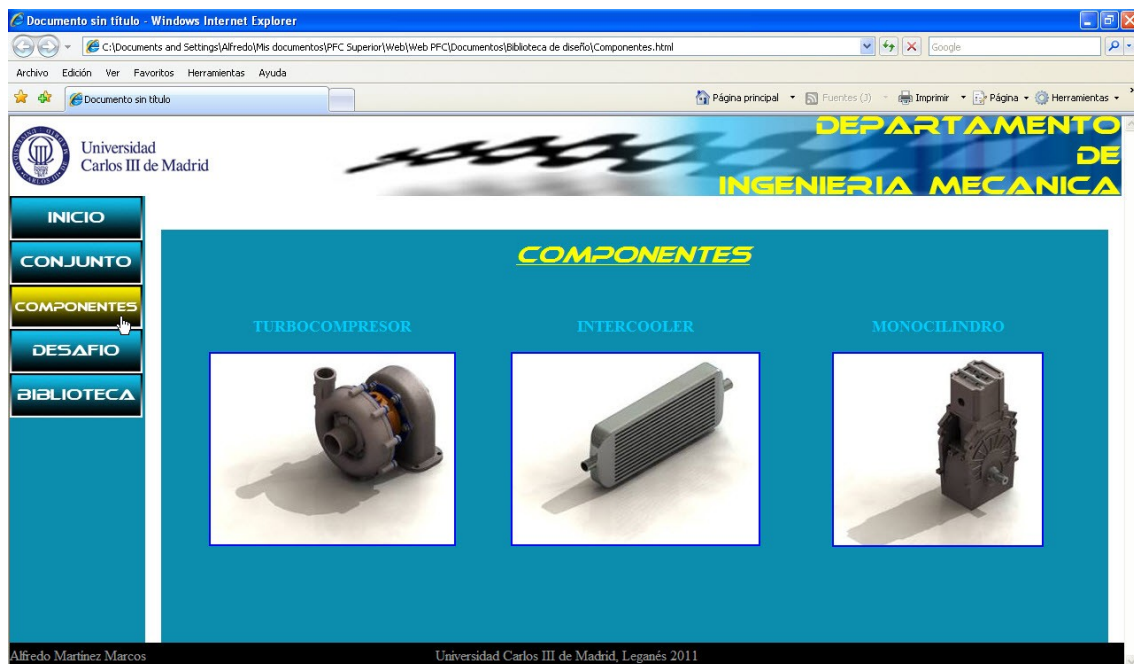 Documento sin título - Windows Internet Explorer
C:\Documents and Settings\Alfredo\Mis documentos\PFC Superior\Web\Web PFC\Documentos\Biblioteca de diseño\Componentes.html
Google
Archivo Edición Ver Favoritos Herramientas Ayuda
Documento sin título
Página principal Fuentes (J) Imprimir Página Herramientas
Universidad
Carlos III de Madrid
DEPARTAMENTO
DE
INGENIERIA MECANICA
INICIO
CONJUNTO
COMPONENTES
DESAFIO
BIBLIOTECA
COMPONENTES
TURBOCOMPRESOR INTERCOOLER MONOCILINDRO
Alfredo Martinez Marcos Universidad Carlos III de Madrid, Leganés 2011